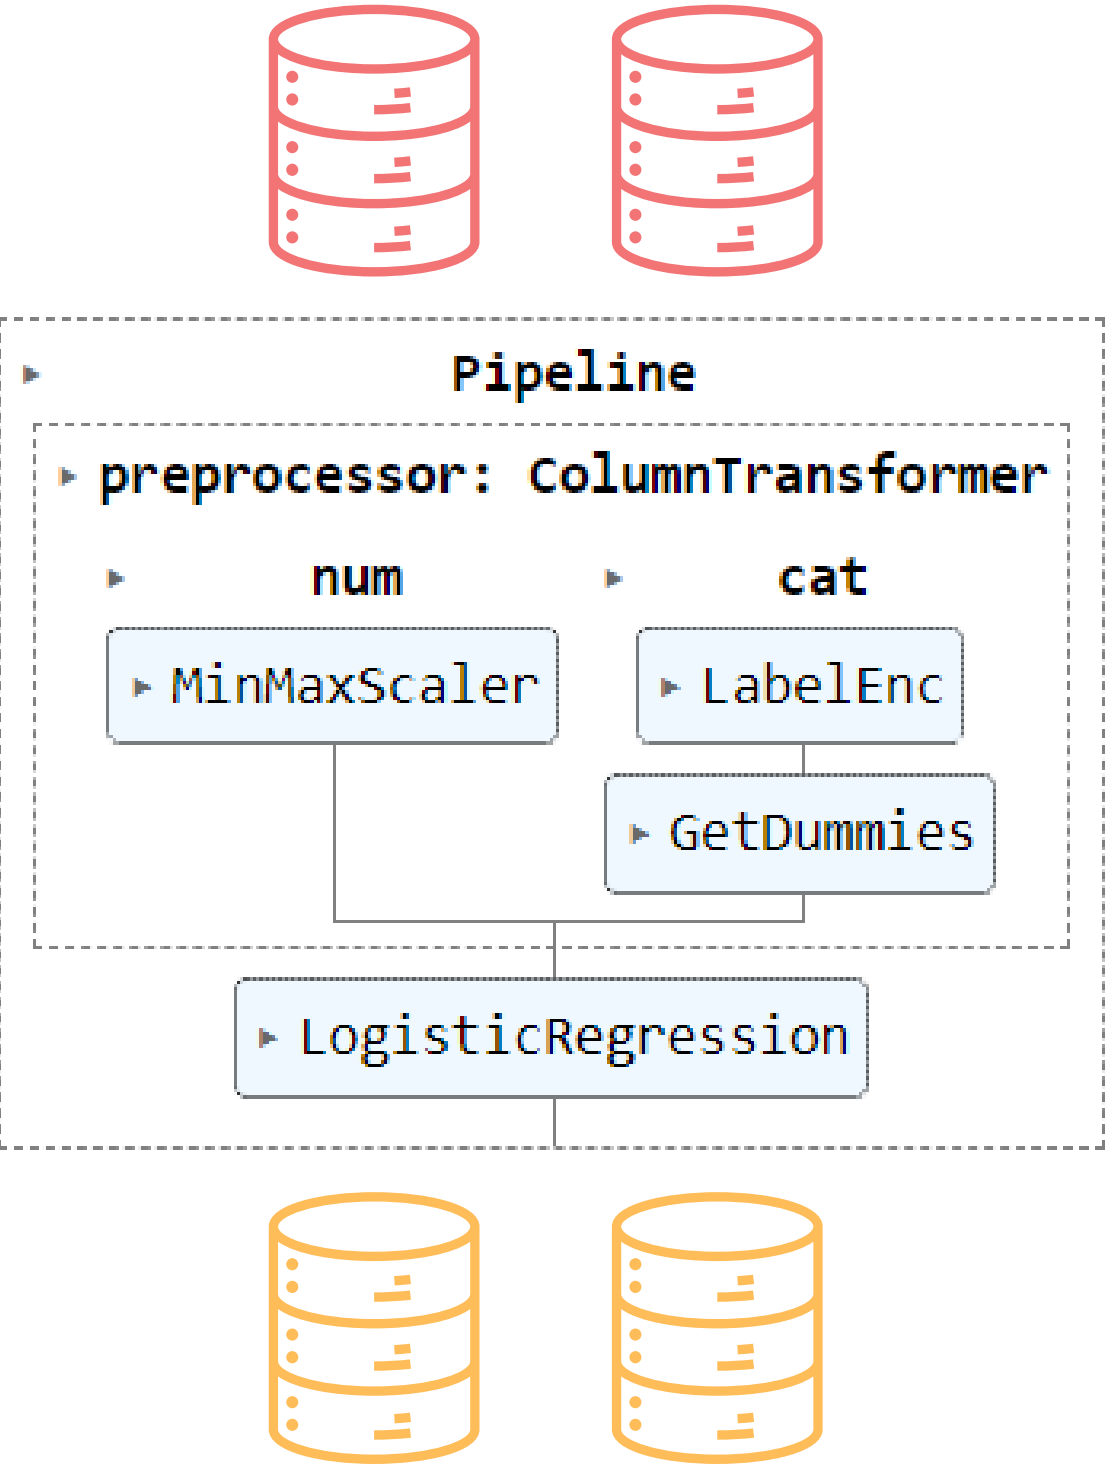 Pipeline
preprocessor: ColumnTransformer
num
cat
MinMaxScaler
LabelEnc
GetDummies
LogisticRegression